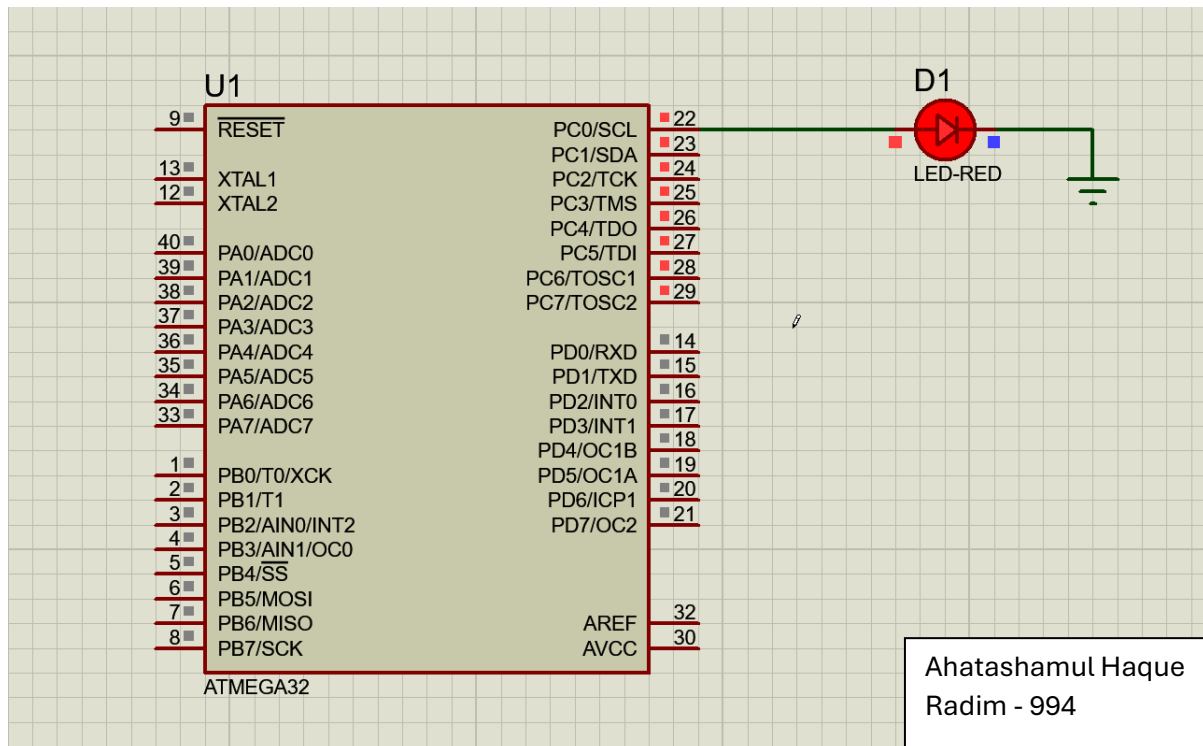 U1
9
RESET
13
XTAL1
12
XTAL2
40
PA0/ADC0
39
PA1/ADC1
38
PA2/ADC2
37
PA3/ADC3
36
PA4/ADC4
35
PA5/ADC5
34
PA6/ADC6
33
PA7/ADC7
1
PB0/T0/XCK
2
PB1/T1
3
PB2/AIN0/INT2
4
PB3/AIN1/OC0
5
PB4/SS
6
PB5/MOSI
7
PB6/MISO
8
PB7/SCK
PC0/SCL
22
PC1/SDA
23
PC2/TCK
24
PC3/TMS
25
PC4/TDO
26
PC5/TDI
27
PC6/TOSC1
28
PC7/TOSC2
29
PD0/RXD
14
PD1/TXD
15
PD2/INT0
16
PD3/INT1
17
PD4/OC1B
18
PD5/OC1A
19
PD6/ICP1
20
PD7/OC2
21
AREF
32
AVCC
30
ATMEGA32
D1
LED-RED
Ahatashamul Haque
Radim - 994